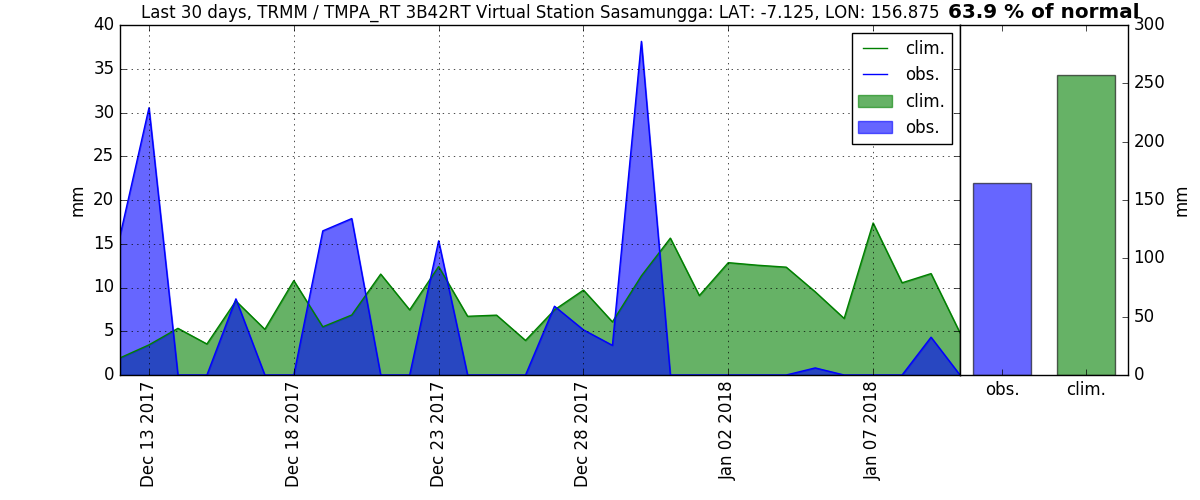 Last 30 days, TRMM / TMPA_RT 3B42RT Virtual Station Sasamungga: LAT: -7.125, LON: 156.875 63.9 % of normal
40
35
30
25
20
15
10
5
0
mm
clim.
obs.
clim.
obs.
300
250
200
150
100
50
0
mm
Dec 13 2017
Dec 18 2017
Dec 23 2017
Dec 28 2017
Jan 02 2018
Jan 07 2018
obs.
clim.